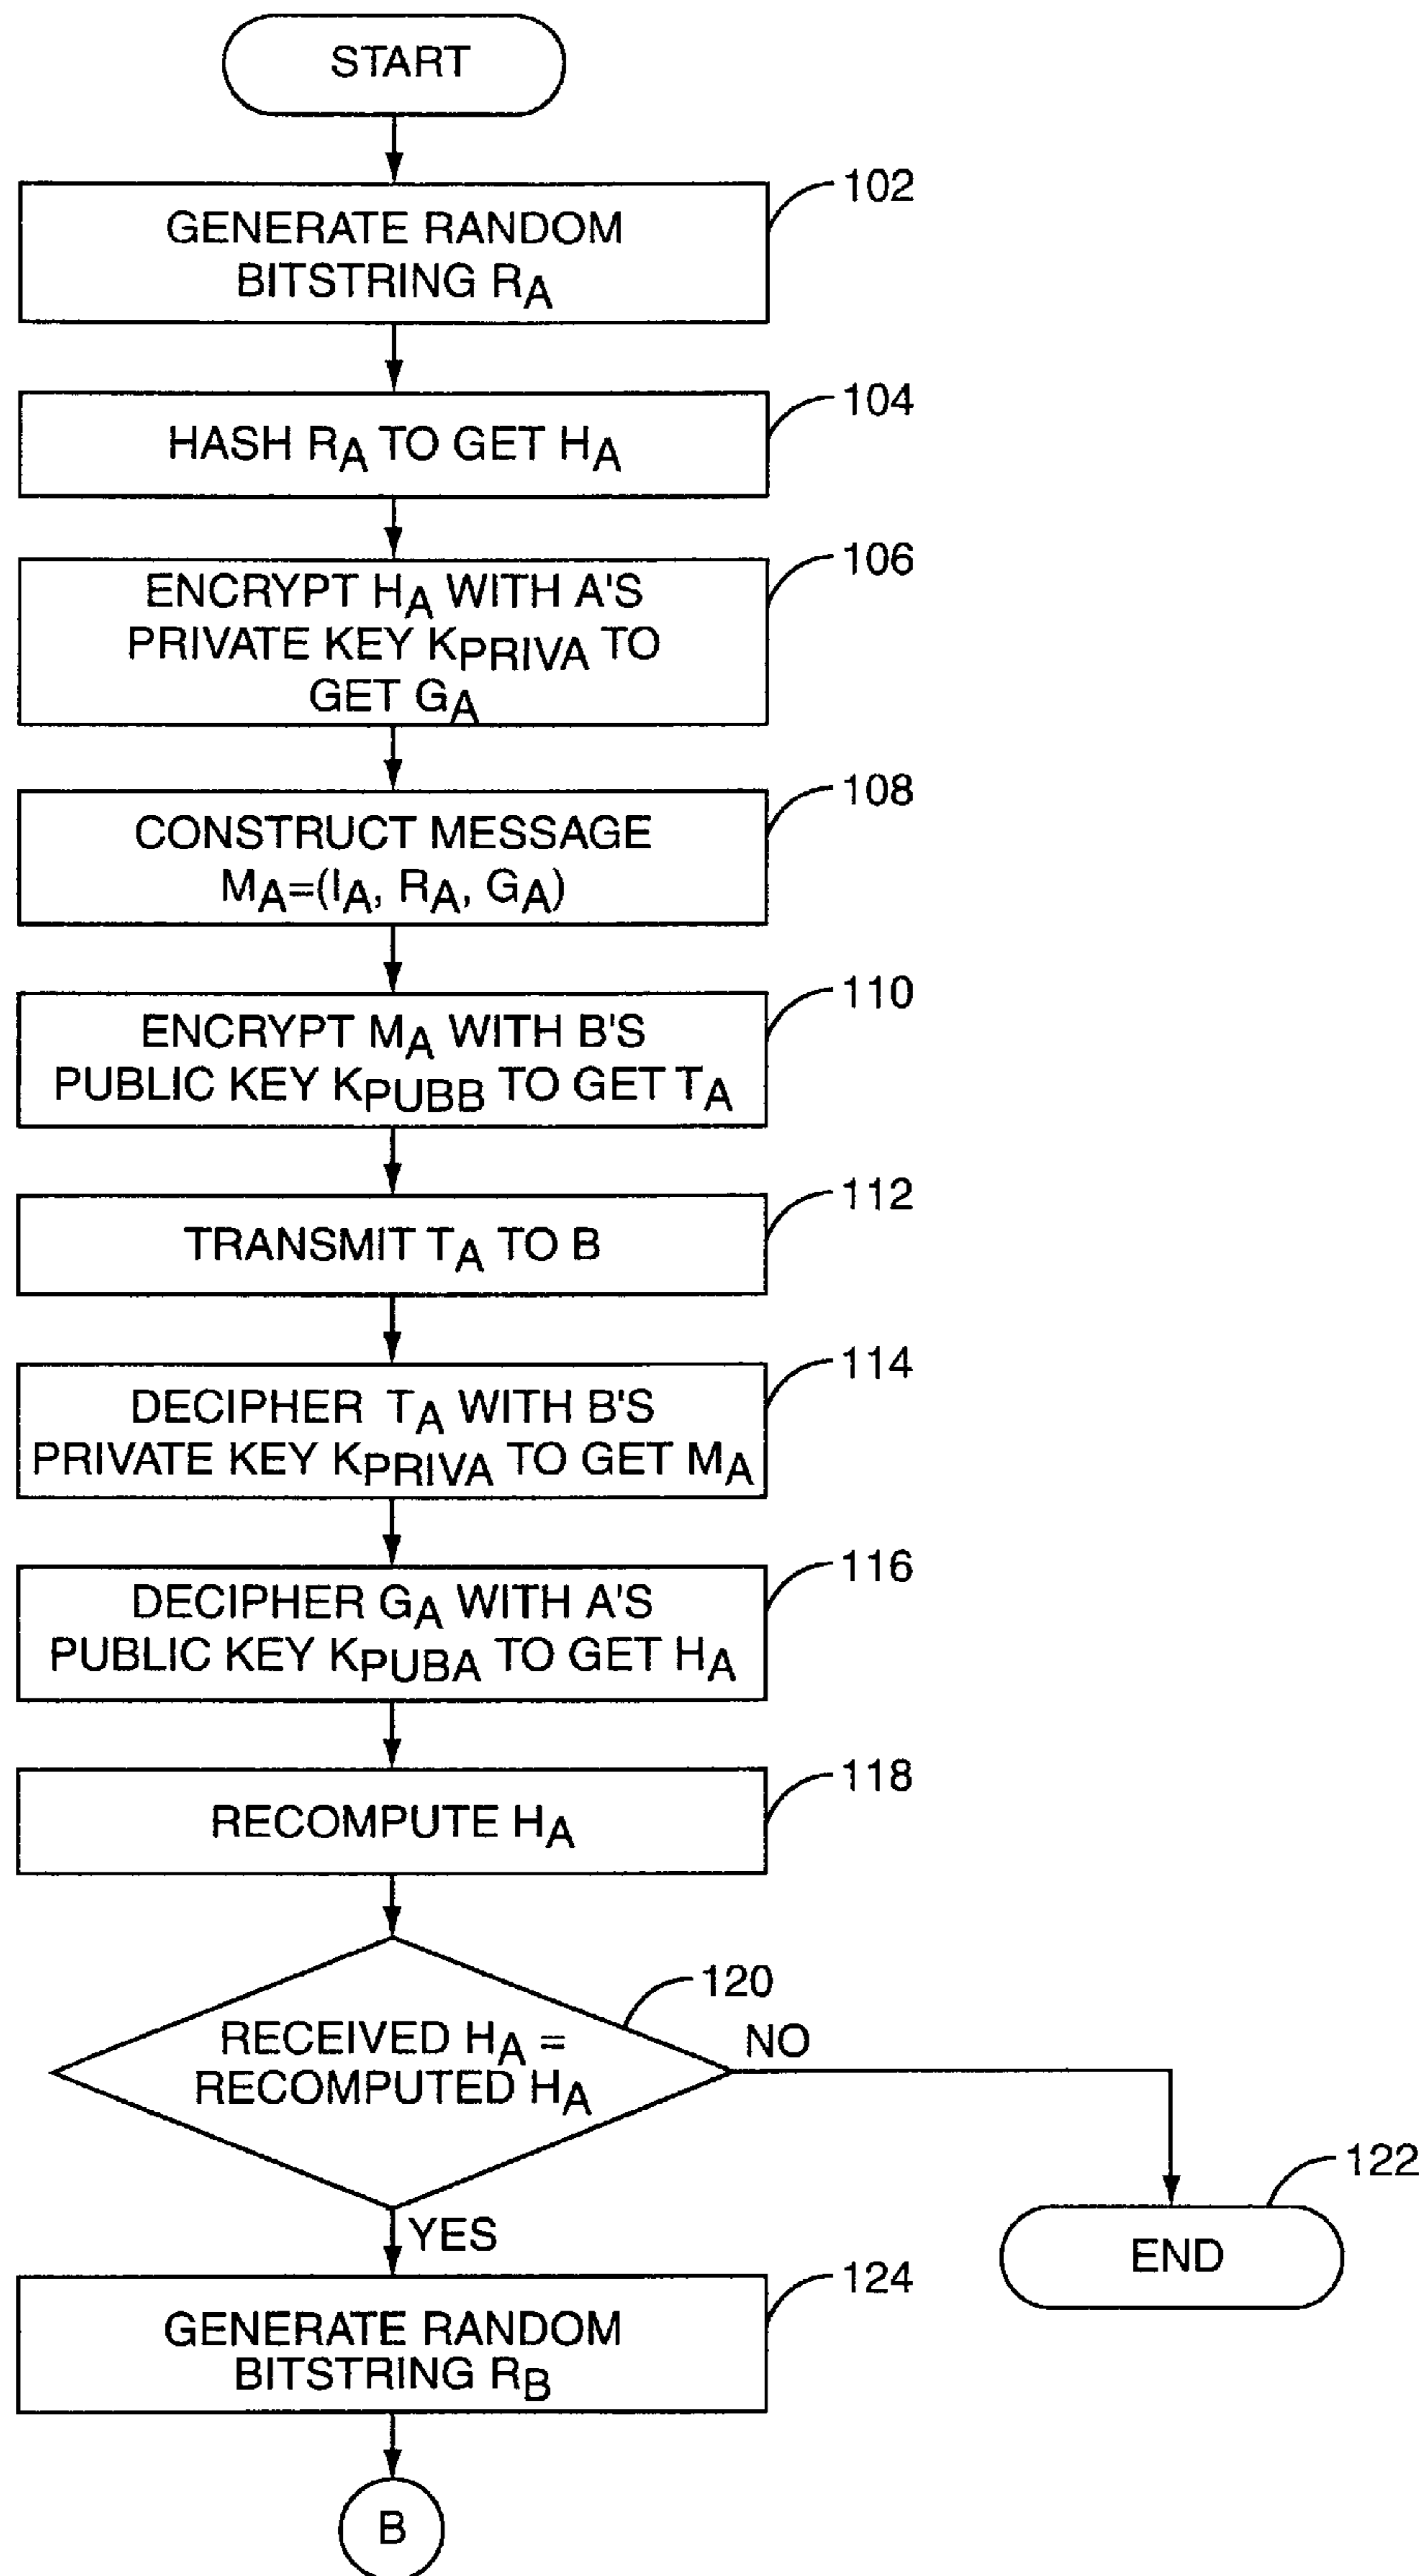 START
102
GENERATE RANDOM
BITSTRING RA
104
HASH RA TO GET HA
106
ENCRYPT HA WITH A'S
PRIVATE KEY KPRIVA TO
GET GA
108
CONSTRUCT MESSAGE
MA=(IA, RA, GA)
110
ENCRYPT MA WITH B'S
PUBLIC KEY KPUBB TO GET TA
112
TRANSMIT TA TO B
114
DECIPHER TA WITH B'S
PRIVATE KEY KPRIVA TO GET MA
116
DECIPHER GA WITH A'S
PUBLIC KEY KPUBA TO GET HA
118
RECOMPUTE HA
120
RECEIVED HA =
RECOMPUTED HA
NO
122
END
YES
124
GENERATE RANDOM
BITSTRING RB
B